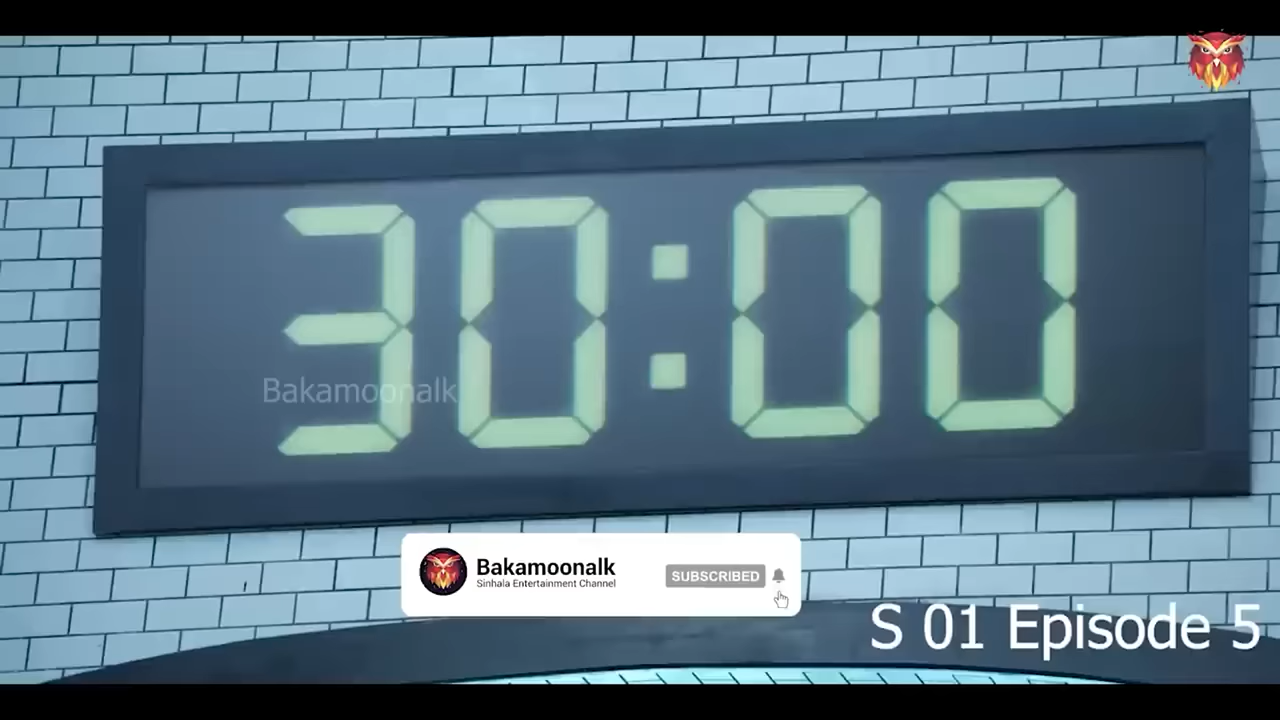 30:00
Bakamoonalk
Bakamoonalk
Sinhala Entertainment Channel
SUBSCRIBED
S 01 Episode 5